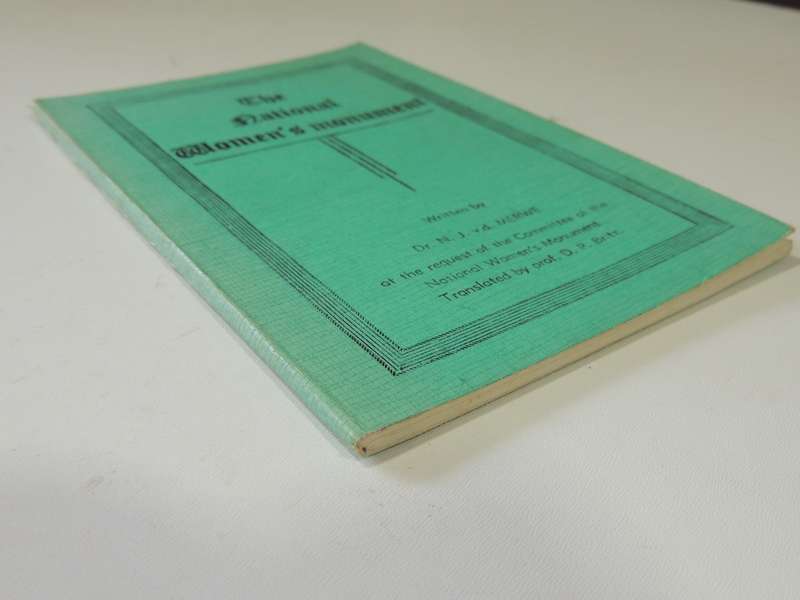 The
National
Women's monument
Written by
Dr. N. J. v.d. MERWE
at the request of the Committee of the
National Women's Monument.
Translated by prof. D. P. Britz.